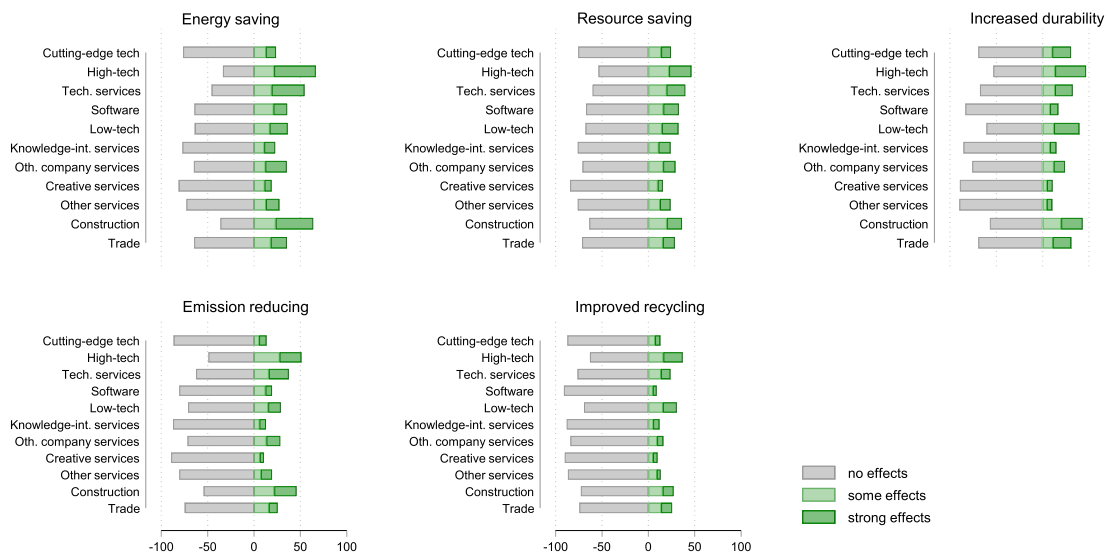 Energy saving
Cutting-edge tech
High-tech
Tech. services
Software
Low-tech
Knowledge-int. services
Oth. company services
Creative services
Other services
Construction
Trade
Resource saving
Cutting-edge tech
High-tech
Tech. services
Software
Low-tech
Knowledge-int. services
Oth. company services
Creative services
Other services
Construction
Trade
Increased durability
Cutting-edge tech
High-tech
Tech. services
Software
Low-tech
Knowledge-int. services
Oth. company services
Creative services
Other services
Construction
Trade
Emission reducing
Cutting-edge tech
High-tech
Tech. services
Software
Low-tech
Knowledge-int. services
Oth. company services
Creative services
Other services
Construction
Trade
-100 -50 0 50 100
Improved recycling
Cutting-edge tech
High-tech
Tech. services
Software
Low-tech
Knowledge-int. services
Oth. company services
Creative services
Other services
Construction
Trade
-100 -50 0 50 100
no effects
some effects
strong effects